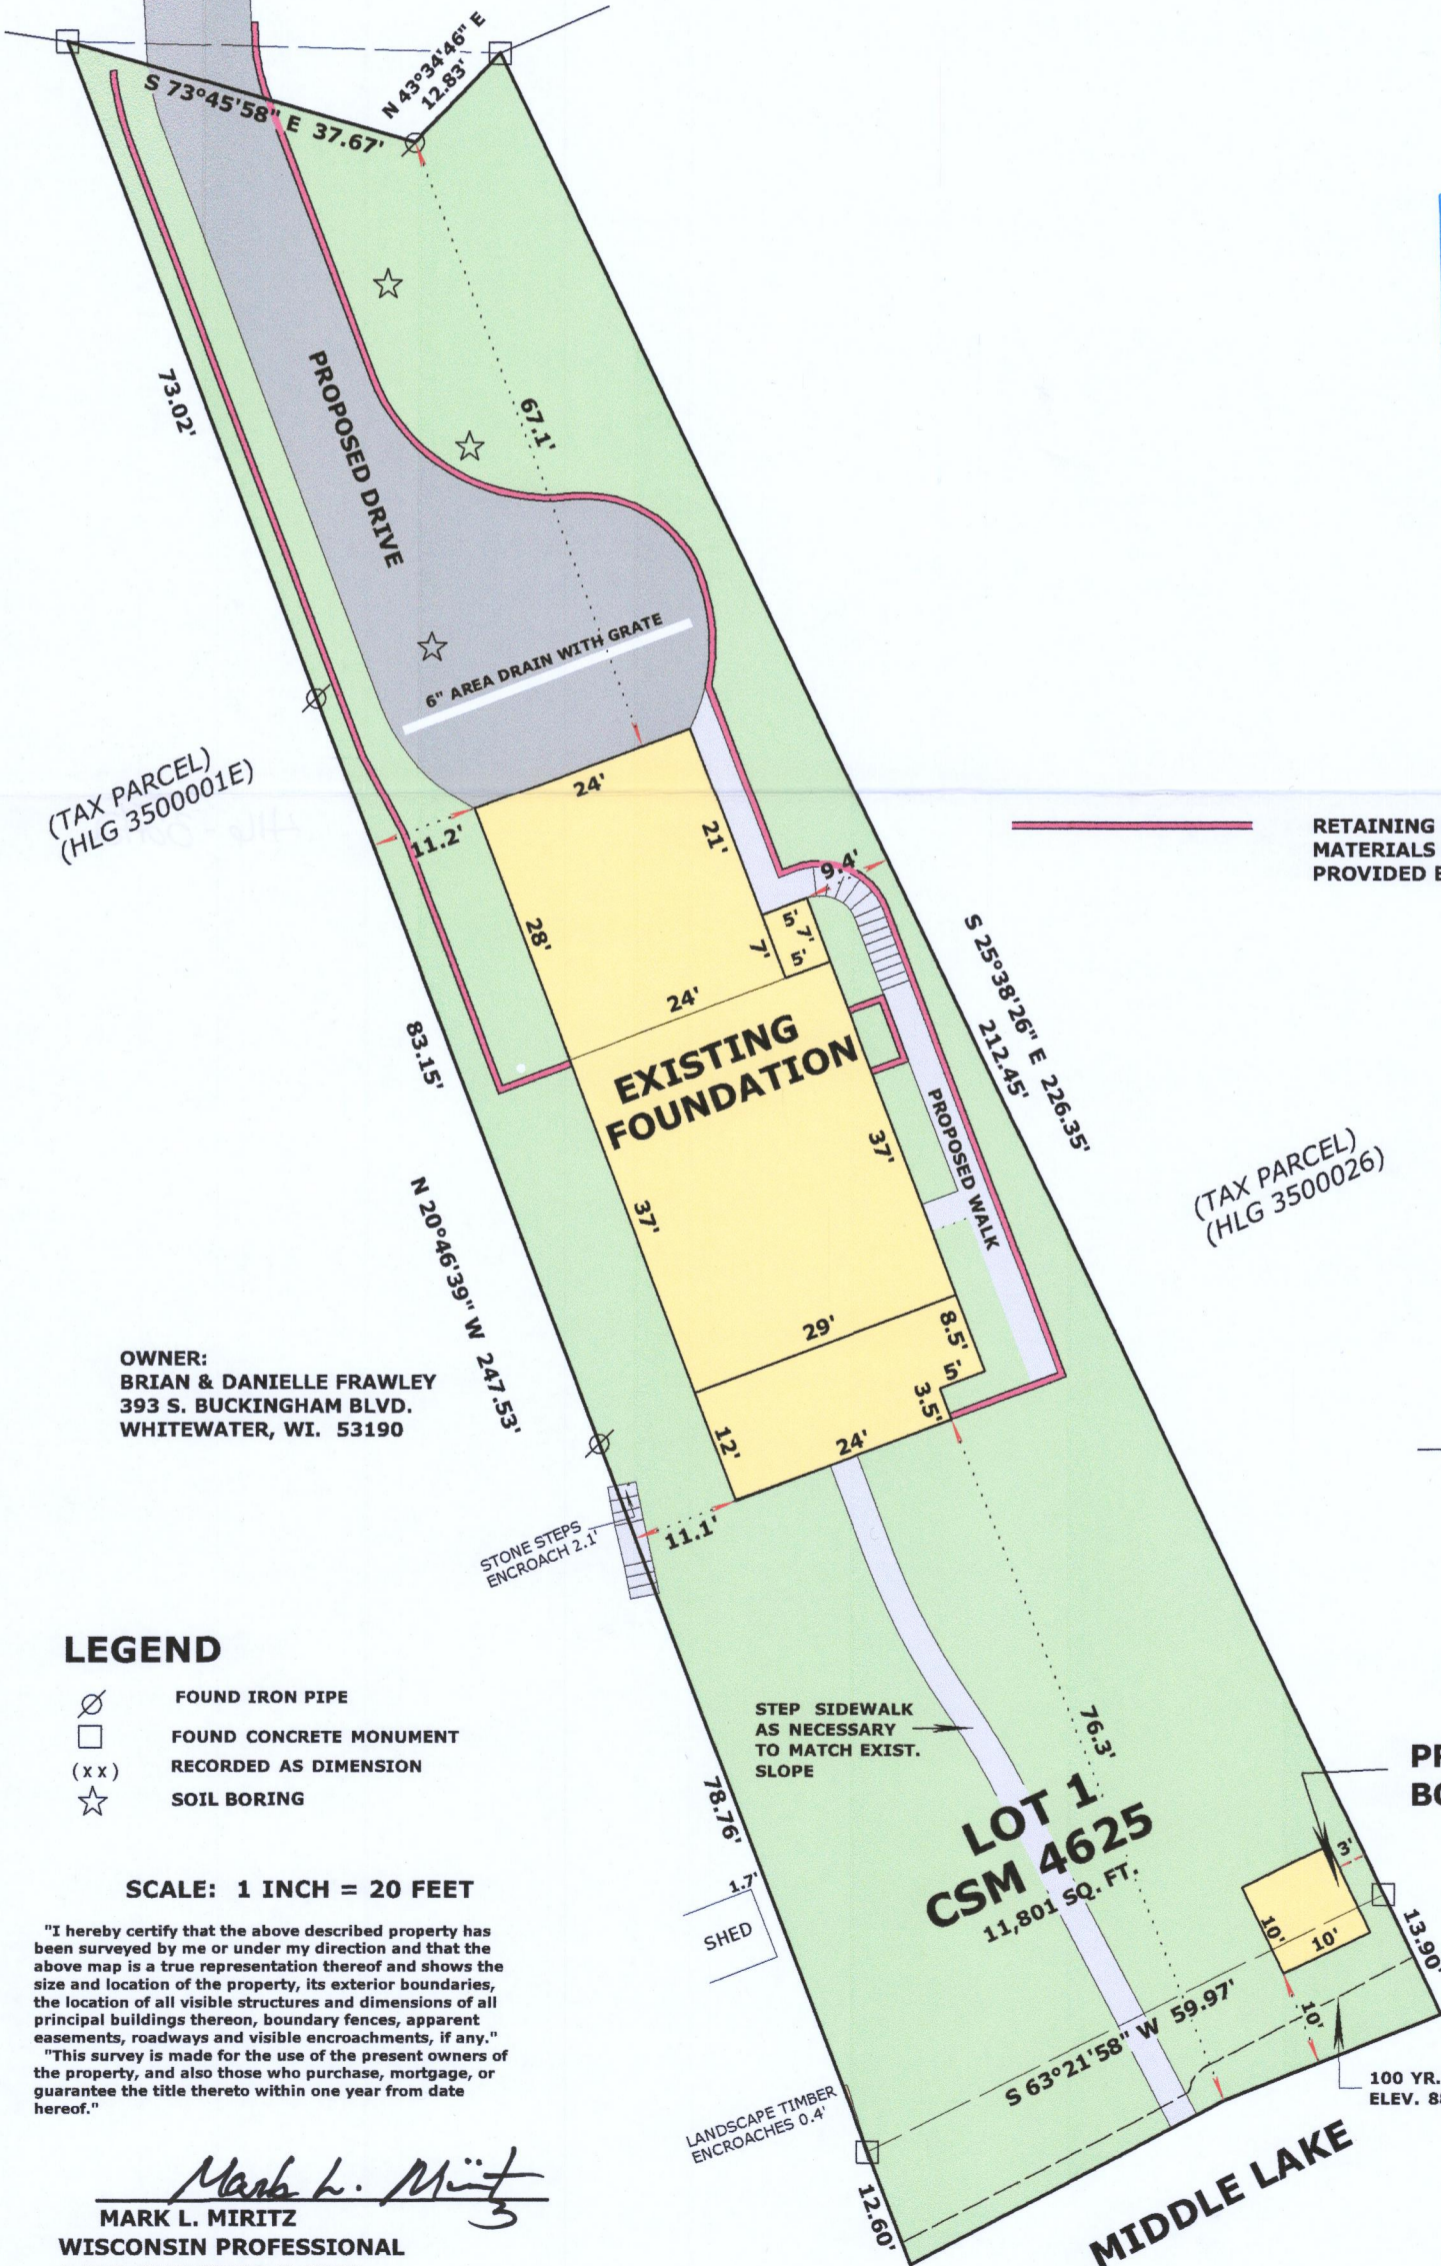 N 43°34'46" E
12.83'
S 73°45'58" E 37.67'
73.02'
PROPOSED DRIVE
67.1'
6" AREA DRAIN WITH GRATE
(TAX PARCEL)
(HLG 3500001E)
24'
11.2'
21'
9.4'
RETAINING
MATERIALS
PROVIDED
28'
5'
7'
7'
5'
24'
S 25°38'26" E 226.35'
212.45'
83.15'
EXISTING
FOUNDATION
PROPOSED WALK
37'
37'
(TAX PARCEL)
(HLG 3500026)
N 20°46'39" W 247.53'
29'
8.5'
5'
3.5'
OWNER:
BRIAN & DANIELLE FRAWLEY
393 S. BUCKINGHAM BLVD.
WHITEWATER, WI. 53190
12'
24'
11.1'
STONE STEPS
ENCROACH 2.1'
LEGEND
FOUND IRON PIPE
FOUND CONCRETE MONUMENT
(xx) RECORDED AS DIMENSION
SOIL BORING
STEP SIDEWALK
AS NECESSARY
TO MATCH EXIST.
SLOPE
76.3'
78.76'
LOT 1
CSM 4625
11,801 SQ. FT.
3'
10'
10'
10'
13.90'
SCALE: 1 INCH = 20 FEET
1.7'
SHED
"I hereby certify that the above described property has
been surveyed by me or under my direction and that the
above map is a true representation thereof and shows the
size and location of the property, its exterior boundaries,
the location of all visible structures and dimensions of all
principal buildings thereon, boundary fences, apparent
easements, roadways and visible encroachments, if any."
"This survey is made for the use of the present owners of
the property, and also those who purchase, mortgage, or
guarantee the title thereto within one year from date
hereof."
S 63°21'58" W 59.97'
100 YR.
ELEV.
LANDSCAPE TIMBER
ENCROACHES 0.4'
12.60'
MIDDLE LAKE
Mark L. Miritz
MARK L. MIRITZ
WISCONSIN PROFESSIONAL